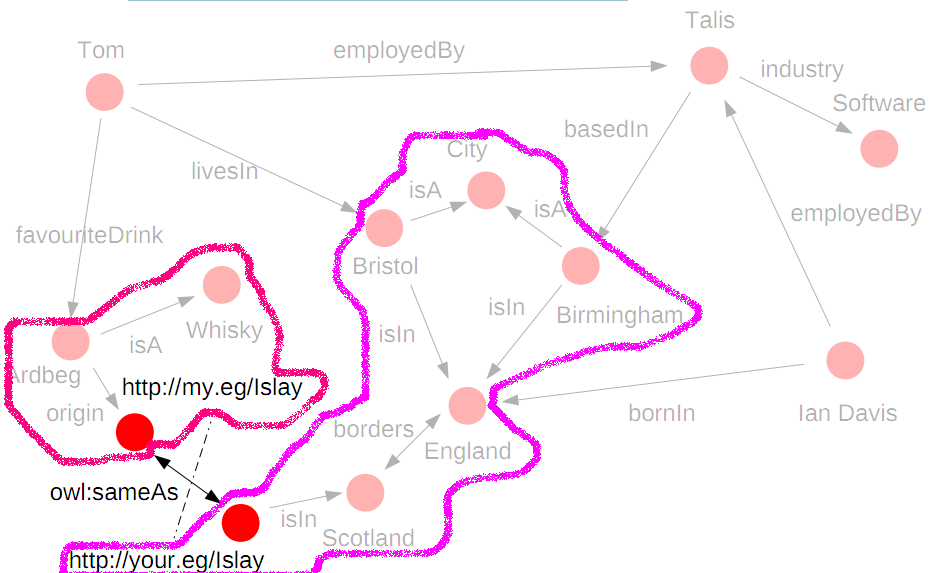 Talis
Tom
employedBy
industry
Software
basedIn
City
livesIn
isA
isA
employedBy
favouriteDrink
Bristol
isIn
Birmingham
Whisky
isIn
isA
Ardbeg
http://my.eg/Islay
origin
borders
bornIn
Ian Davis
England
owl:sameAs
isIn
Scotland
http://your.eg/Islay